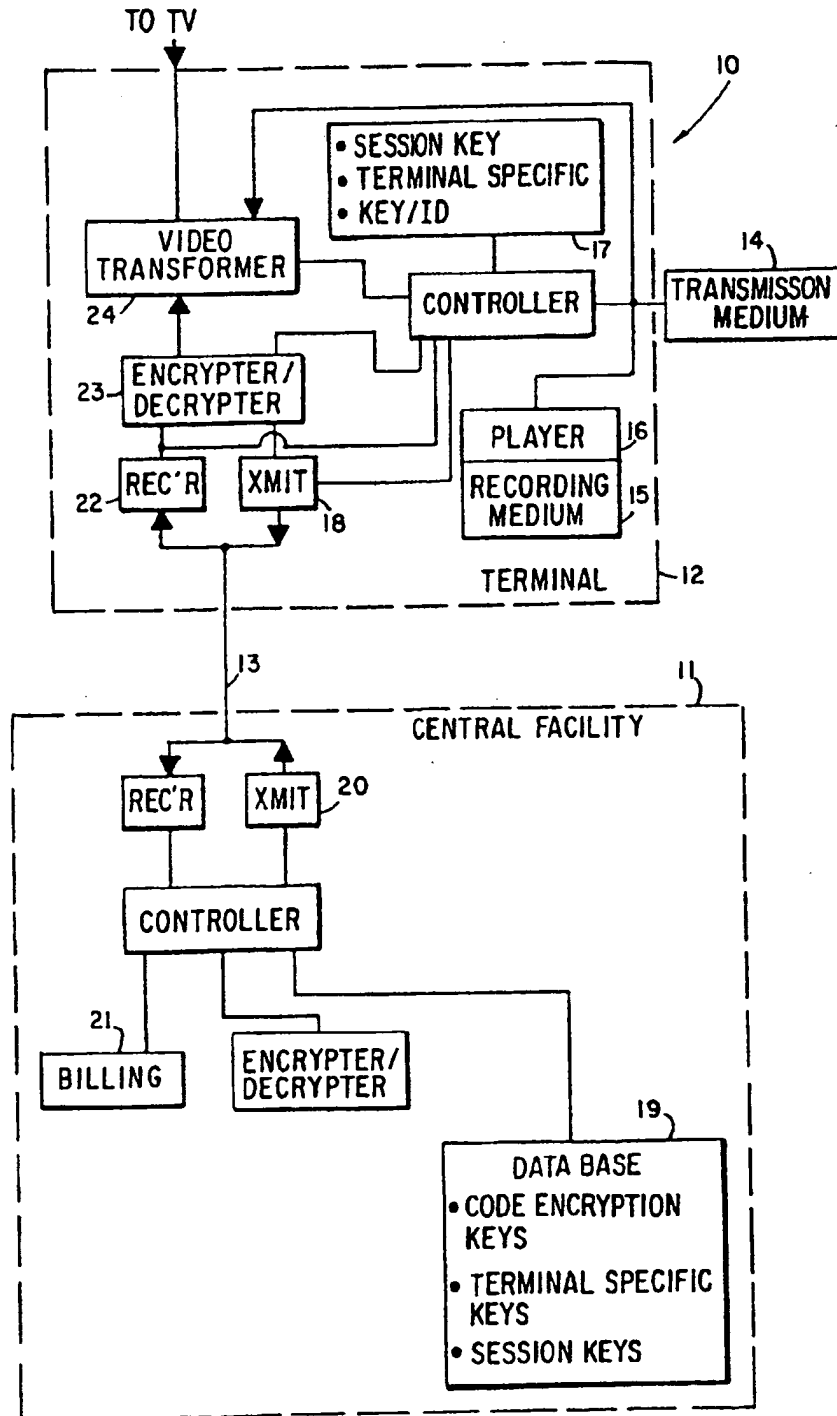 TO TV
10
• SESSION KEY
• TERMINAL SPECIFIC
• KEY/ID
17
VIDEO
TRANSFORMER
24
CONTROLLER
14
TRANSMISSON
MEDIUM
23
ENCRYPTER/
DECRYPTER
PLAYER
16
RECORDING
MEDIUM
15
REC'R
22
XMIT
18
TERMINAL
12
13
11
CENTRAL FACILITY
REC'R
XMIT
20
CONTROLLER
21
BILLING
ENCRYPTER/
DECRYPTER
19
DATA BASE
• CODE ENCRYPTION
KEYS
• TERMINAL SPECIFIC
KEYS
• SESSION KEYS